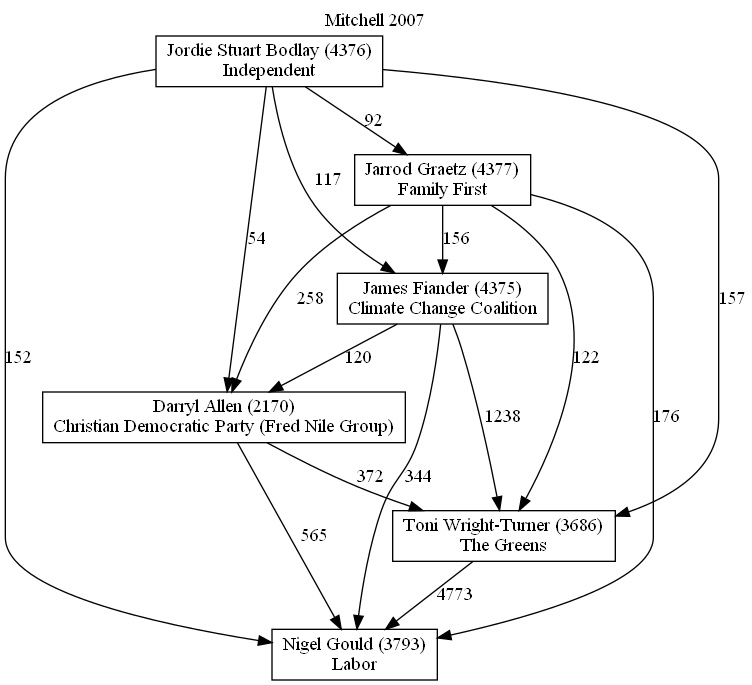 Mitchell 2007
Jordie Stuart Bodlay (4376)
Independent
92
Jarrod Graetz (4377)
Family First
117
54
156
258
157
James Fiander (4375)
Climate Change Coalition
152
120
122
Darryl Allen (2170)
Christian Democratic Party (Fred Nile Group)
1238
176
372
344
Toni Wright-Turner (3686)
The Greens
565
4773
Nigel Gould (3793)
Labor